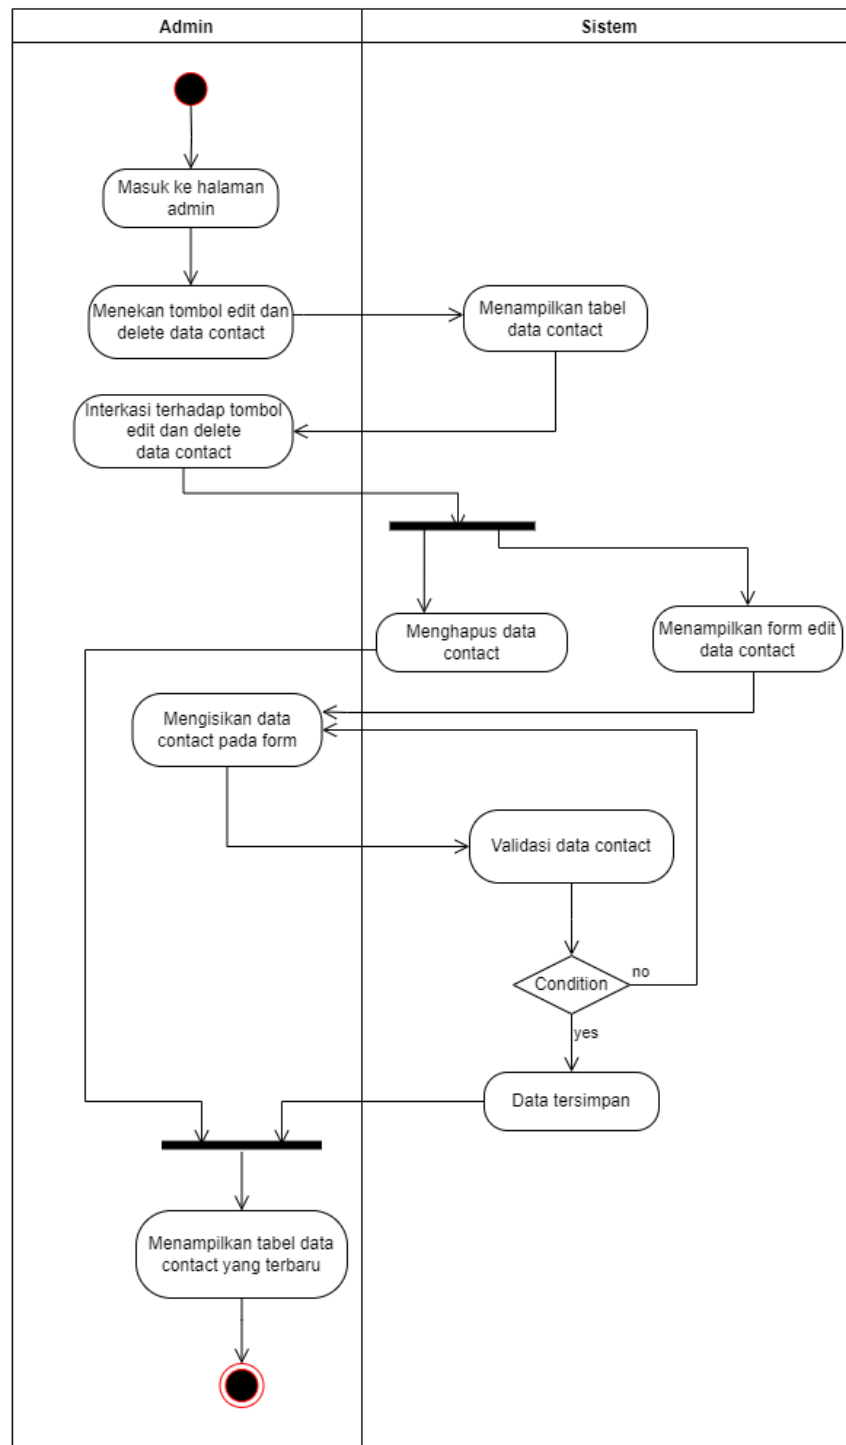 Admin
Sistem
Masuk ke halaman
admin
Menekan tombol edit dan
delete data contact
Menampilkan tabel
data contact
Interkasi terhadap tombol
edit dan delete
data contact
Menghapus data
contact
Menampilkan form edit
data contact
Mengisikan data
contact pada form
Validasi data contact
Condition
no
yes
Data tersimpan
Menampilkan tabel data
contact yang terbaru